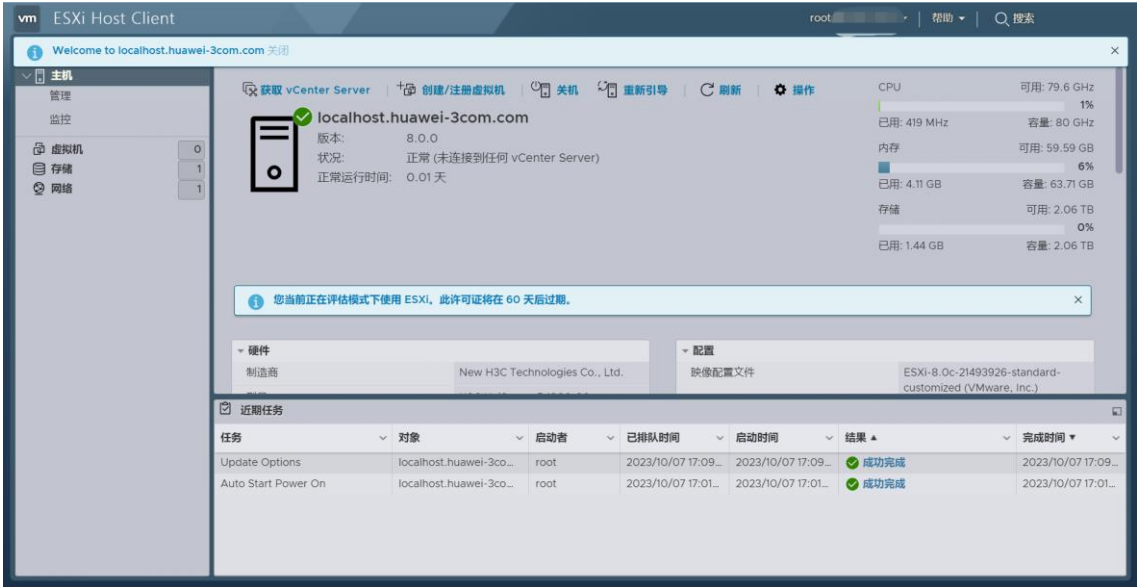 vm ESXi Host Client
root 帮助 搜索
Welcome to localhost.huawei-3com.com 关闭
主机
管理
监控
虚拟机 0
存储 1
网络 1
获取 vCenter Server 创建/注册虚拟机 关机 重新引导 刷新 操作
localhost.huawei-3com.com
版本: 8.0.0
状况: 正常 (未连接到任何 vCenter Server)
正常运行时间: 0.01 天
CPU 可用: 79.6 GHz
1%
已用: 419 MHz 容量: 80 GHz
内存 可用: 59.59 GB
6%
已用: 4.11 GB 容量: 63.71 GB
存储 可用: 2.06 TB
0%
已用: 1.44 GB 容量: 2.06 TB
您当前正在评估模式下使用 ESXi。此许可证将在 60 天后过期。
硬件
制造商 New H3C Technologies Co., Ltd.
配置
映像配置文件 ESXi-8.0c-21493926-standard-
customized (VMware, Inc.)
近期任务
任务 对象 启动者 已排队时间 启动时间 结果 ▲ 完成时间 ▼
Update Options localhost.huawei-3co... root 2023/10/07 17:09... 2023/10/07 17:09... 成功完成 2023/10/07 17:09...
Auto Start Power On localhost.huawei-3co... root 2023/10/07 17:01... 2023/10/07 17:01... 成功完成 2023/10/07 17:01...